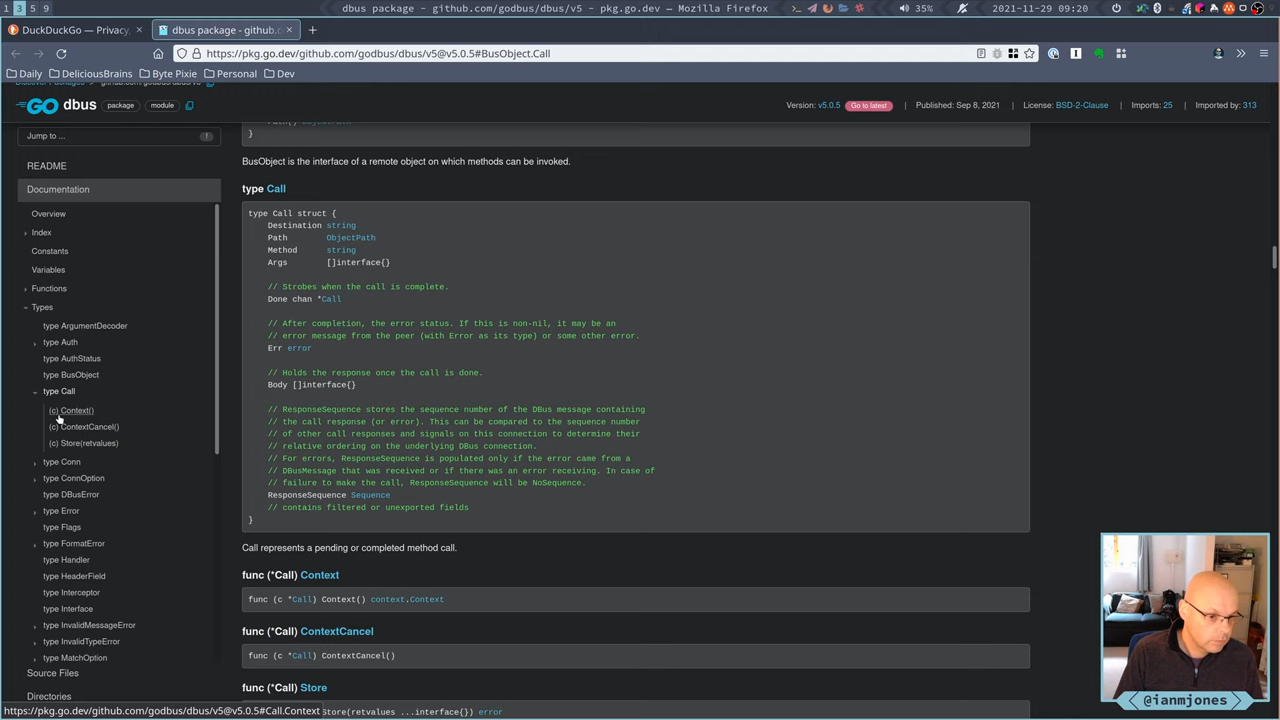 1 3 5 9
dbus package - github.com/godbus/dbus/v5 - pkg.go.dev — Mozilla Firefox
35%
2021-11-29 09:20
DuckDuckGo — Privacy,
dbus package - github.co
https://pkg.go.dev/github.com/godbus/dbus/v5@v5.0.5#BusObject.Call
Daily
DeliciousBrains
Byte Pixie
Personal
Dev
GO dbus
package
module
Version: v5.0.5
Go to latest
Published: Sep 8, 2021
License: BSD-2-Clause
Imports: 25
Imported by: 313
Jump to ...
README
Documentation
Overview
Index
Constants
Variables
Functions
Types
type ArgumentDecoder
type Auth
type AuthStatus
type BusObject
type Call
(c) Context()
(c) ContextCancel()
(c) Store(retvalues)
type Conn
type ConnOption
type DBusError
type Error
type Flags
type FormatError
type Handler
type HeaderField
type Interceptor
type Interface
type InvalidMessageError
type InvalidTypeError
type MatchOption
Source Files
Directories
https://pkg.go.dev/github.com/godbus/dbus/v5@v5.0.5#Call.Context
}
BusObject is the interface of a remote object on which methods can be invoked.
type Call
type Call struct {
Destination string
Path ObjectPath
Method string
Args []interface{}
// Strobes when the call is complete.
Done chan *Call
// After completion, the error status. If this is non-nil, it may be an
// error message from the peer (with Error as its type) or some other error.
Err error
// Holds the response once the call is done.
Body []interface{}
// ResponseSequence stores the sequence number of the DBus message containing
// the call response (or error). This can be compared to the sequence number
// of other call responses and signals on this connection to determine their
// relative ordering on the underlying DBus connection.
// For errors, ResponseSequence is populated only if the error came from a
// DBusMessage that was received or if there was an error receiving. In case of
// failure to make the call, ResponseSequence will be NoSequence.
ResponseSequence Sequence
// contains filtered or unexported fields
}
Call represents a pending or completed method call.
func (*Call) Context
func (c *Call) Context() context.Context
func (*Call) ContextCancel
func (c *Call) ContextCancel()
func (*Call) Store
Store(retvalues ...interface{}) error
@ianmjones